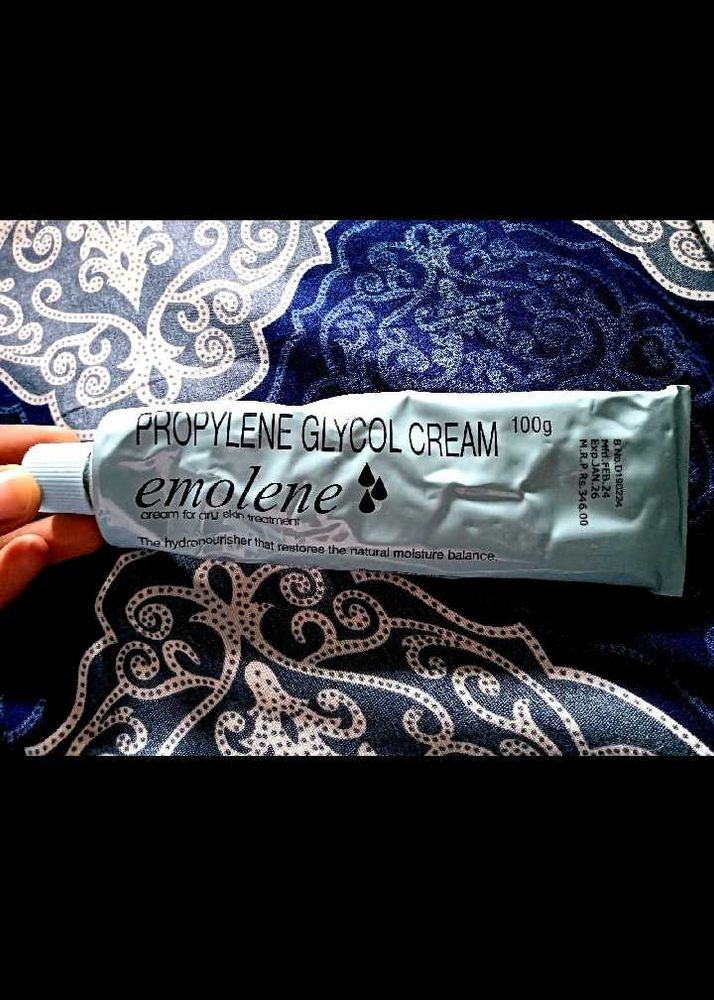 PROPYLENE GLYCOL CREAM 100g
emolene
cream for dry skin treatment
The hydronourisher that restores the natural moisture balance.
B.No.D190224
Mfd.FEB.24
Exp.JAN.26
M.R.P Rs.346.00